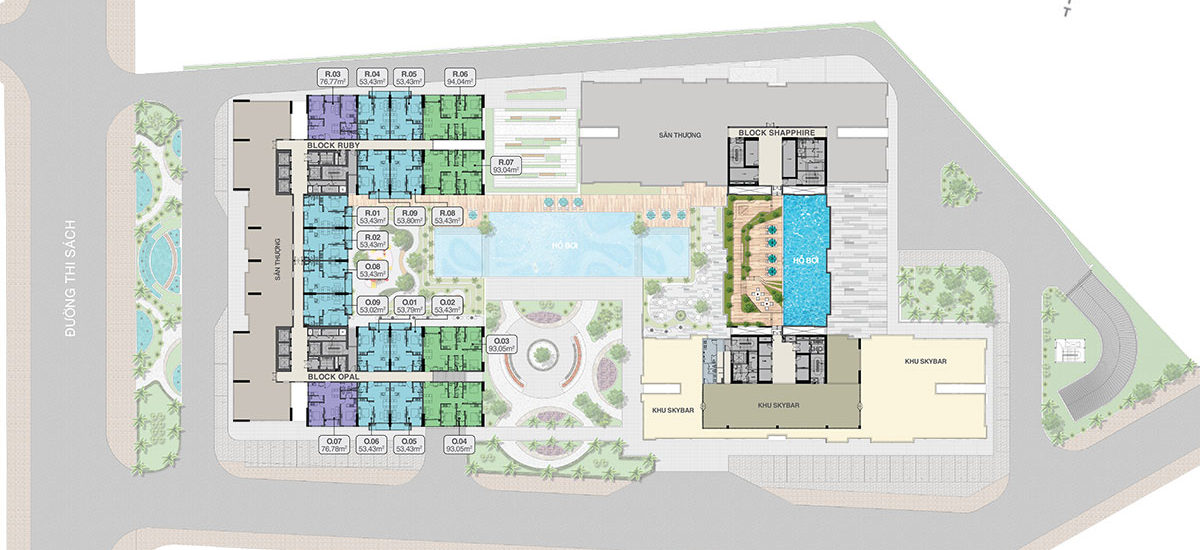 T
R.03
76,77m²
R.04
53,43m²
R.05
53,43m²
R.06
94,04m²
SÂN THƯỢNG
BLOCK SHAPPHIRE
BLOCK RUBY
R.07
93,04m²
R.01
53,43m²
R.09
53,80m²
R.08
53,43m²
ĐƯỜNG THI SÁCH
SÂN THƯỢNG
R.02
53,43m²
HỒ BƠI
HỒ BƠI
O.08
53,43m²
O.09
53,02m²
O.01
53,79m²
O.02
53,43m²
O.03
93,05m²
KHU SKYBAR
BLOCK OPAL
KHU SKYBAR
KHU SKYBAR
O.07
76,78m²
O.06
53,43m²
O.05
53,43m²
O.04
93,05m²